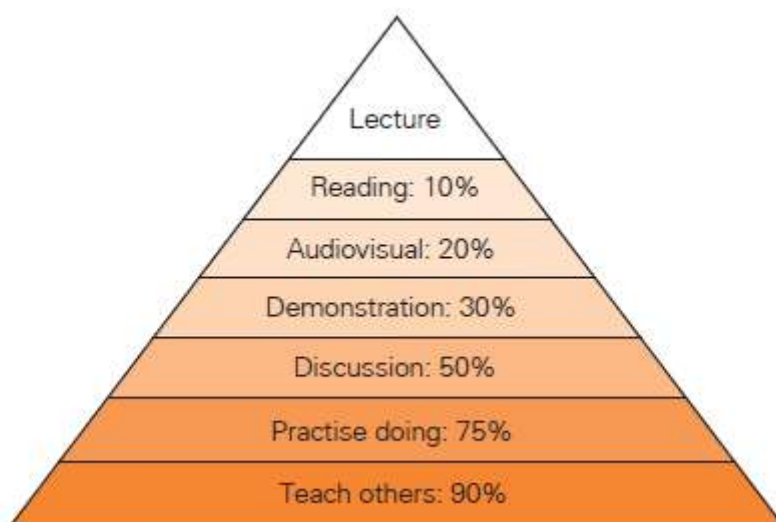 Lecture
Reading: 10%
Audiovisual: 20%
Demonstration: 30%
Discussion: 50%
Practise doing: 75%
Teach others: 90%